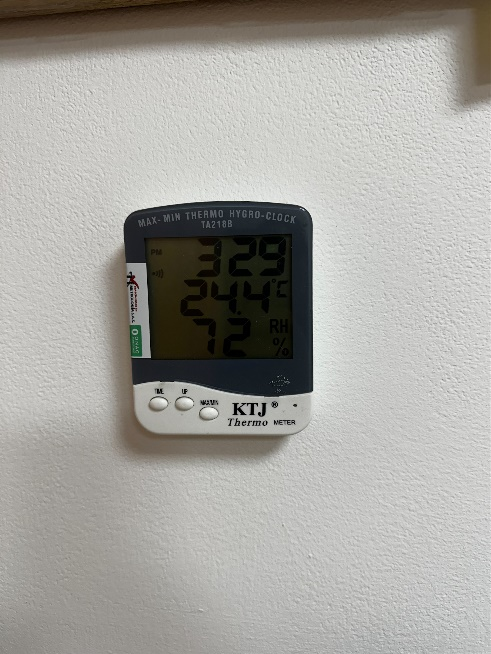 MAX-MIN THERMO HYGRO-CLOCK
TA218B
PM 3 29
24.4 °C
72 RH
%
TIME UP MAX/MIN
KTJ ®
Thermo METER